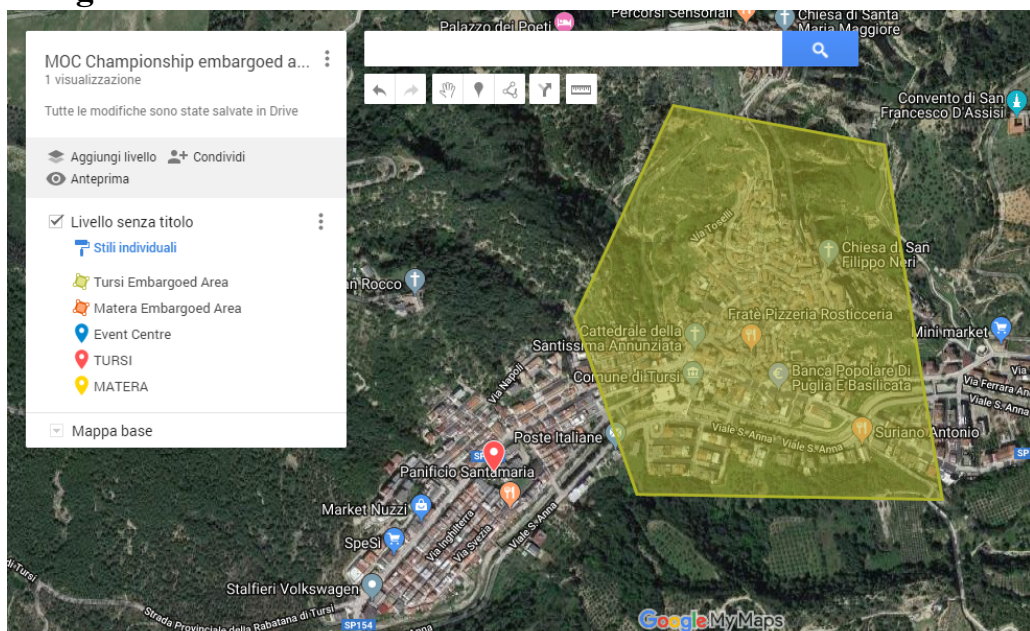 MOC Championship embargoed a...
1 visualizzazione
Tutte le modifiche sono state salvate in Drive
Aggiungi livello
Condividi
Anteprima
Livello senza titolo
Stili individuali
Tursi Embargoed Area
Matera Embargoed Area
Event Centre
TURSI
MATERA
Mappa base
Palazzo dei Poeti
Percorsi Sensoriali
Chiesa di Santa
Maria Maggiore
Convento di San
Francesco D'Assisi
Via Toselli
Chiesa di San
Filippo Neri
Rocco
Frate Pizzeria Rosticceria
Cattedrale della
Santissima Annunziata
Mini market
Comune di Tursi
Banca Popolare Di
Puglia E Basilicata
Via
Via Ferrara
Viale S. Anna
Via Napoli
Viale S. Anna
Viale S. Anna
Suriano Antonio
Poste Italiane
SP
Panificio Santamaria
Market Nuzzi
Via Inghilterra
Via Svezia
Viale S. Anna
SpeSì
Stalfieri Volkswagen
di Tursi
Strada Provinciale della Rabatana di Tursi
SP154
Google My Maps